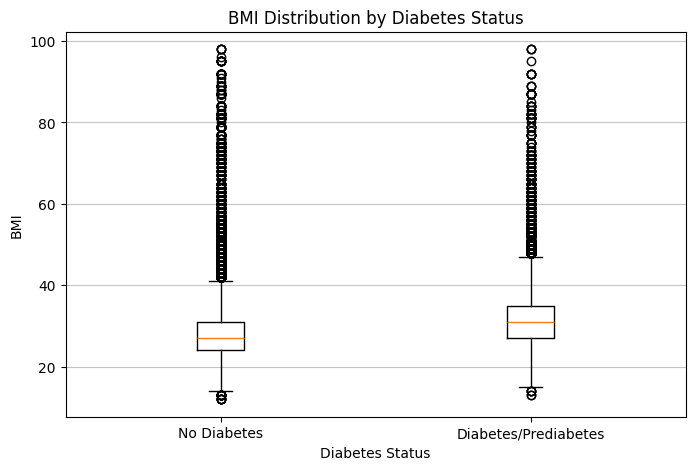 BMI Distribution by Diabetes Status
100
80
60
40
20
BMI
No Diabetes
Diabetes/Prediabetes
Diabetes Status